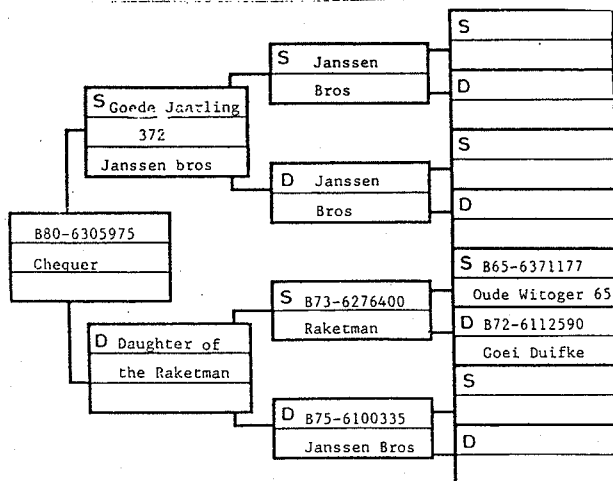 S
S Janssen
Bros
D
S Goede Jaarling
372
Janssen bros
S
D Janssen
Bros
D
B80-6305975
Chequer
S B65-6371177
Oude Witoger 65
S B73-6276400
Raketman
D B72-6112590
Goei Duifke
D Daughter of
the Raketman
S
D B75-6100335
Janssen Bros
D